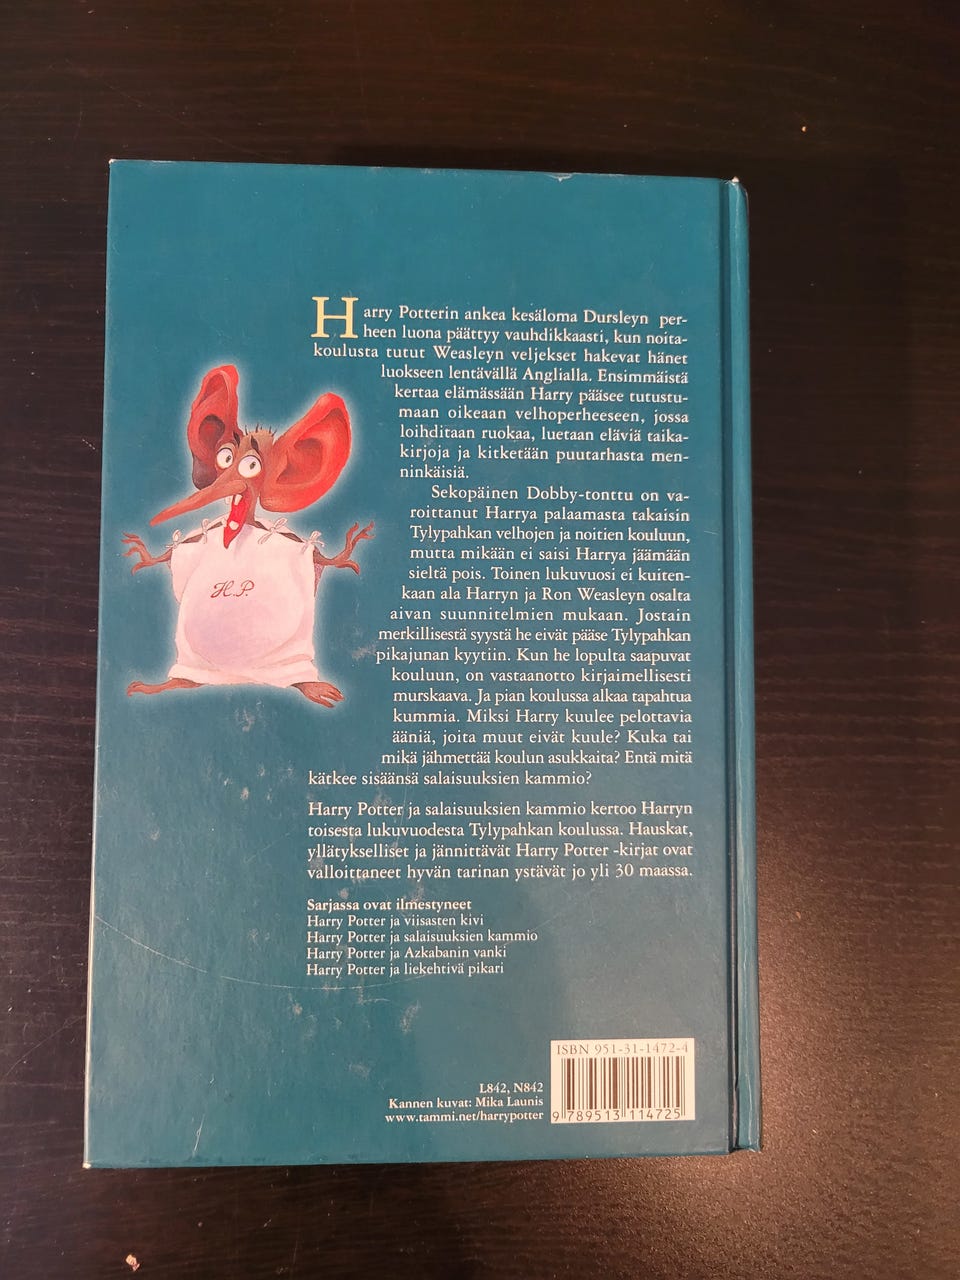 Harry Potterin ankea kesäloma Dursleyn per-
heen luona päättyy vauhdikkaasti, kun noita-
koulusta tutut Weasleyn veljekset hakevat hänet
luokseen lentävällä Anglialla. Ensimmäistä
kertaa elämässään Harry pääsee tutustu-
maan oikeaan velhoperheeseen, jossa
loihditaan ruokaa, luetaan eläviä taika-
kirjoja ja kitketään puutarhasta men-
ninkäisiä.
Sekopäinen Dobby-tonttu on va-
roittanut Harrya palaamasta takaisin
Tylypahkan velhojen ja noitien kouluun,
mutta mikään ei saisi Harrya jäämään
sieltä pois. Toinen lukuvuosi ei kuiten-
kaan ala Harryn ja Ron Weasleyn osalta
aivan suunnitelmien mukaan. Jostain
merkillisestä syystä he eivät pääse Tylypahkan
pikajunan kyytiin. Kun he lopulta saapuvat
kouluun, on vastaanotto kirjaimellisesti
murskaava. Ja pian koulussa alkaa tapahtua
kummia. Miksi Harry kuulee pelottavia
ääniä, joita muut eivät kuule? Kuka tai
mikä jähmettää koulun asukkaita? Entä mitä
kätkee sisäänsä salaisuuksien kammio?
H.P.
Harry Potter ja salaisuuksien kammio kertoo Harryn
toisesta lukuvuodesta Tylypahkan koulussa. Hauskat,
yllätykselliset ja jännittävät Harry Potter -kirjat ovat
valloittaneet hyvän tarinan ystävät jo yli 30 maassa.
Sarjassa ovat ilmestyneet
Harry Potter ja viisasten kivi
Harry Potter ja salaisuuksien kammio
Harry Potter ja Azkabanin vanki
Harry Potter ja liekehtivä pikari
L842, N842
Kannen kuvat: Mika Launis
www.tammi.net/harrypotter
ISBN 951-31-1472-4
9 789513 114725